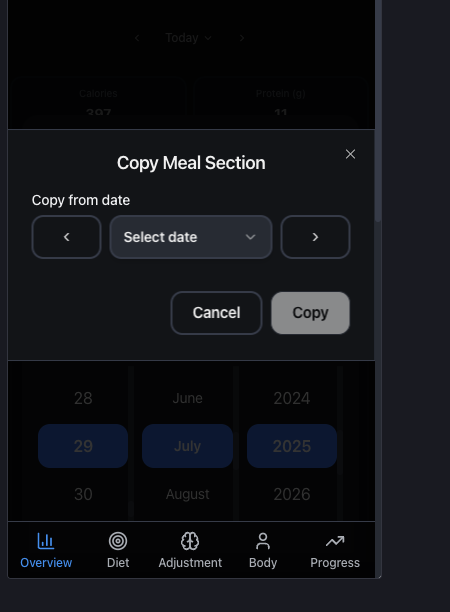 ‹ Today ›
Calories Protein (g)
397 11
Copy Meal Section
Copy from date
‹ Select date ›
Cancel Copy
28 June 2024
29 July 2025
30 August 2026
Overview Diet Adjustment Body Progress